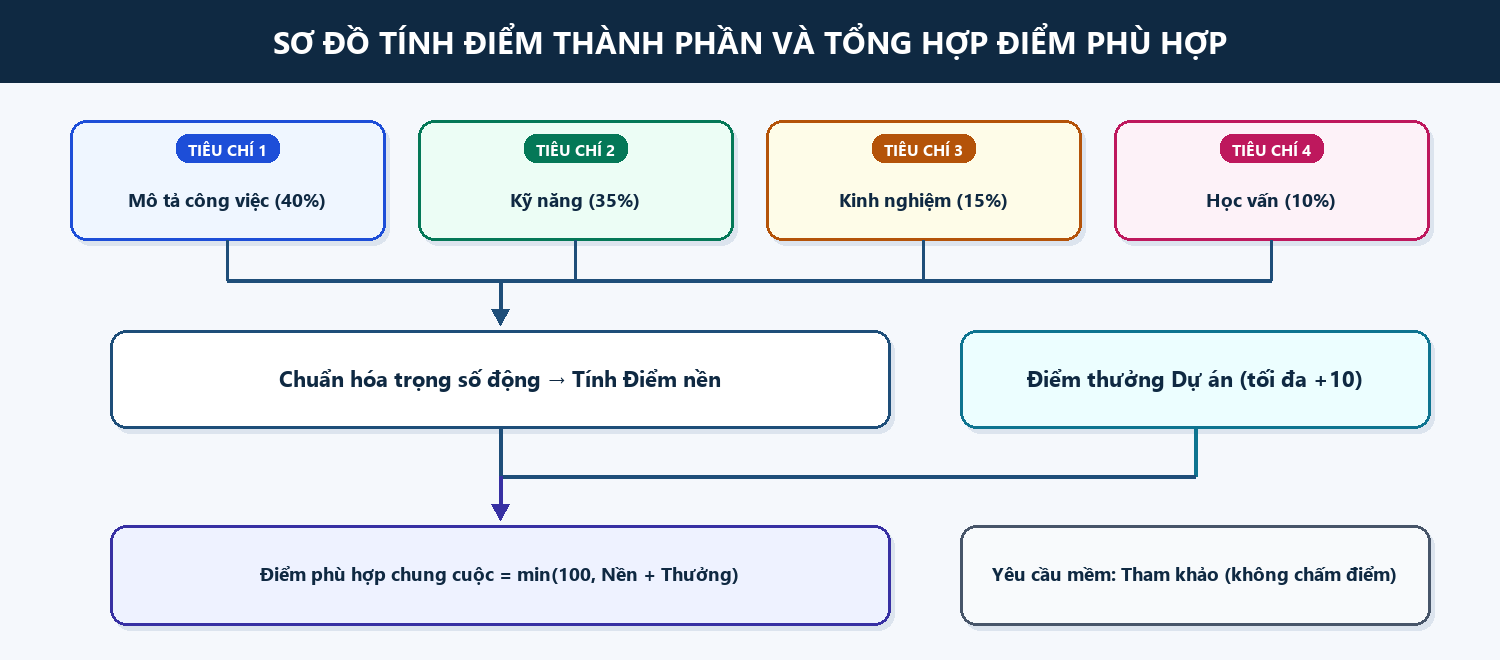 SƠ ĐỒ TÍNH ĐIỂM THÀNH PHẦN VÀ TỔNG HỢP ĐIỂM PHÙ HỢP
TIÊU CHÍ 1
Mô tả công việc (40%)
TIÊU CHÍ 2
Kỹ năng (35%)
TIÊU CHÍ 3
Kinh nghiệm (15%)
TIÊU CHÍ 4
Học vấn (10%)
Chuẩn hóa trọng số động → Tính Điểm nền
Điểm thưởng Dự án (tối đa +10)
Điểm phù hợp chung cuộc = min(100, Nền + Thưởng)
Yêu cầu mềm: Tham khảo (không chấm điểm)